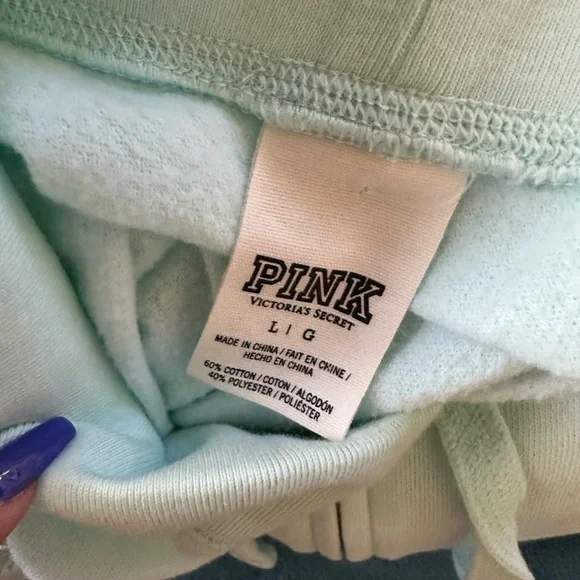 PINK
VICTORIA'S SECRET
L | G
MADE IN CHINA / FAIT EN CHINE /
HECHO EN CHINA
60% COTTON / COTON / ALGODÓN
40% POLYESTER / POLIÉSTER